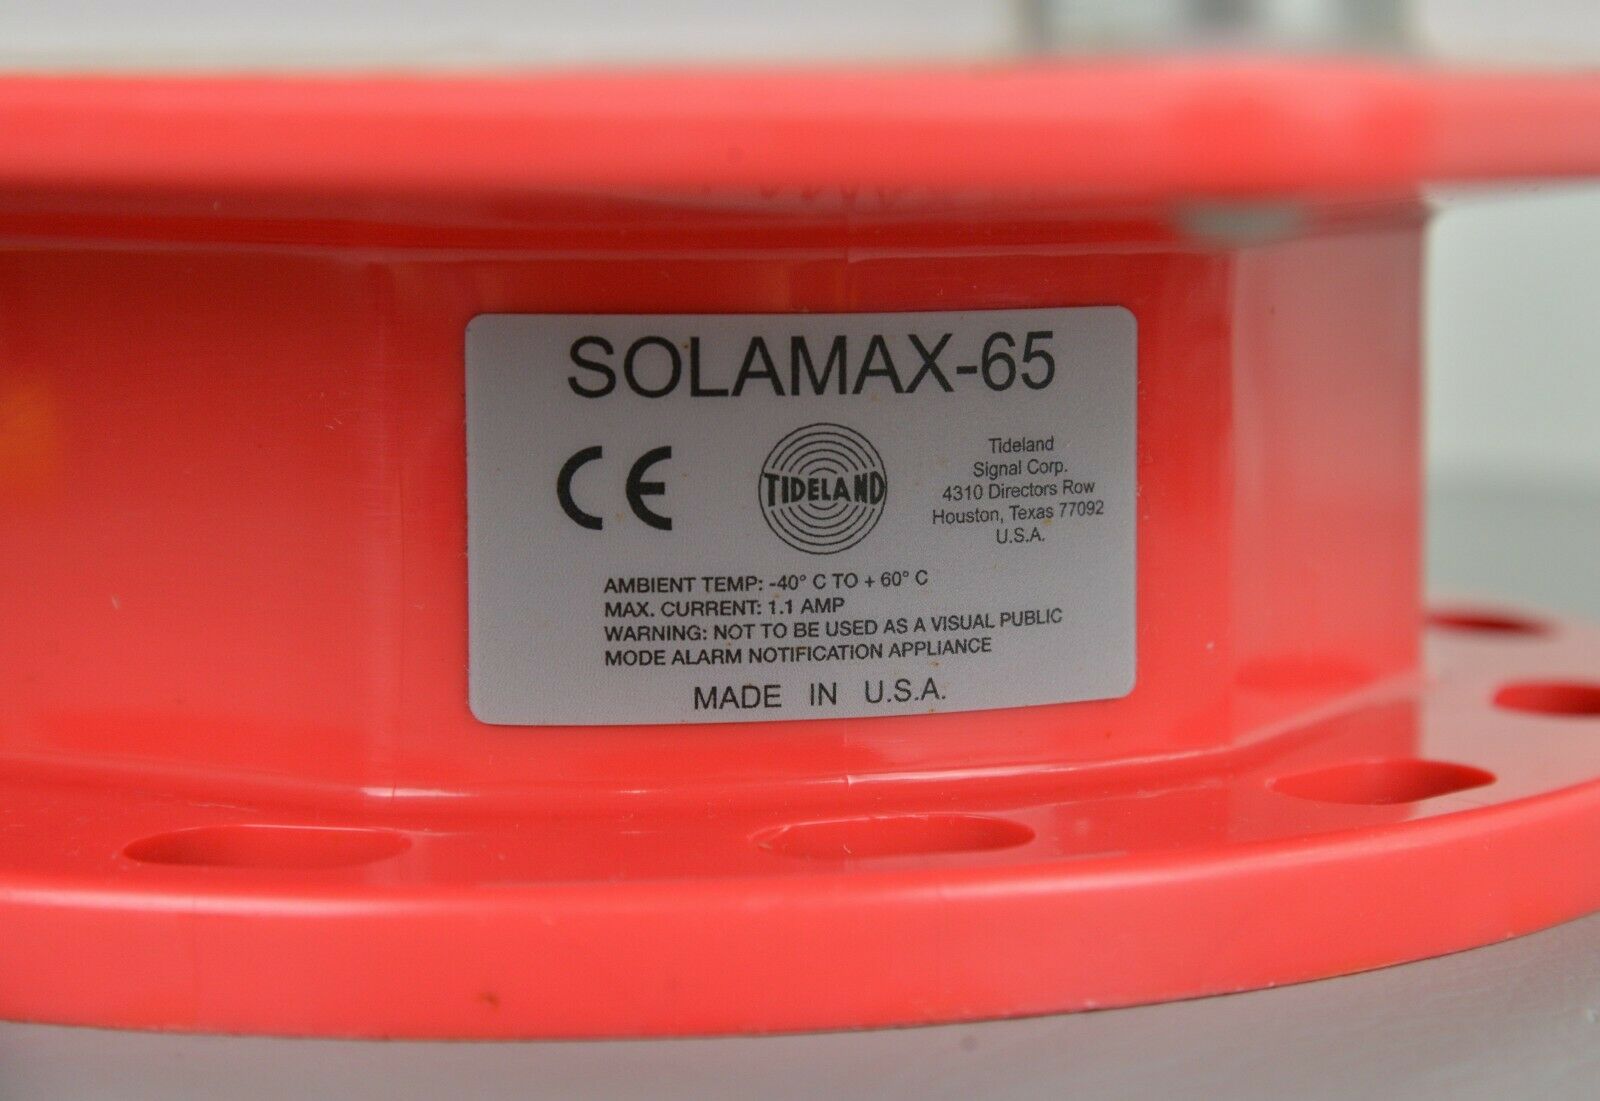 SOLAMAX-65
CE
TIDELAND
Tideland
Signal Corp.
4310 Directors Row
Houston, Texas 77092
U.S.A.
AMBIENT TEMP: -40° C TO + 60° C
MAX. CURRENT: 1.1 AMP
WARNING: NOT TO BE USED AS A VISUAL PUBLIC
MODE ALARM NOTIFICATION APPLIANCE
MADE IN U.S.A.